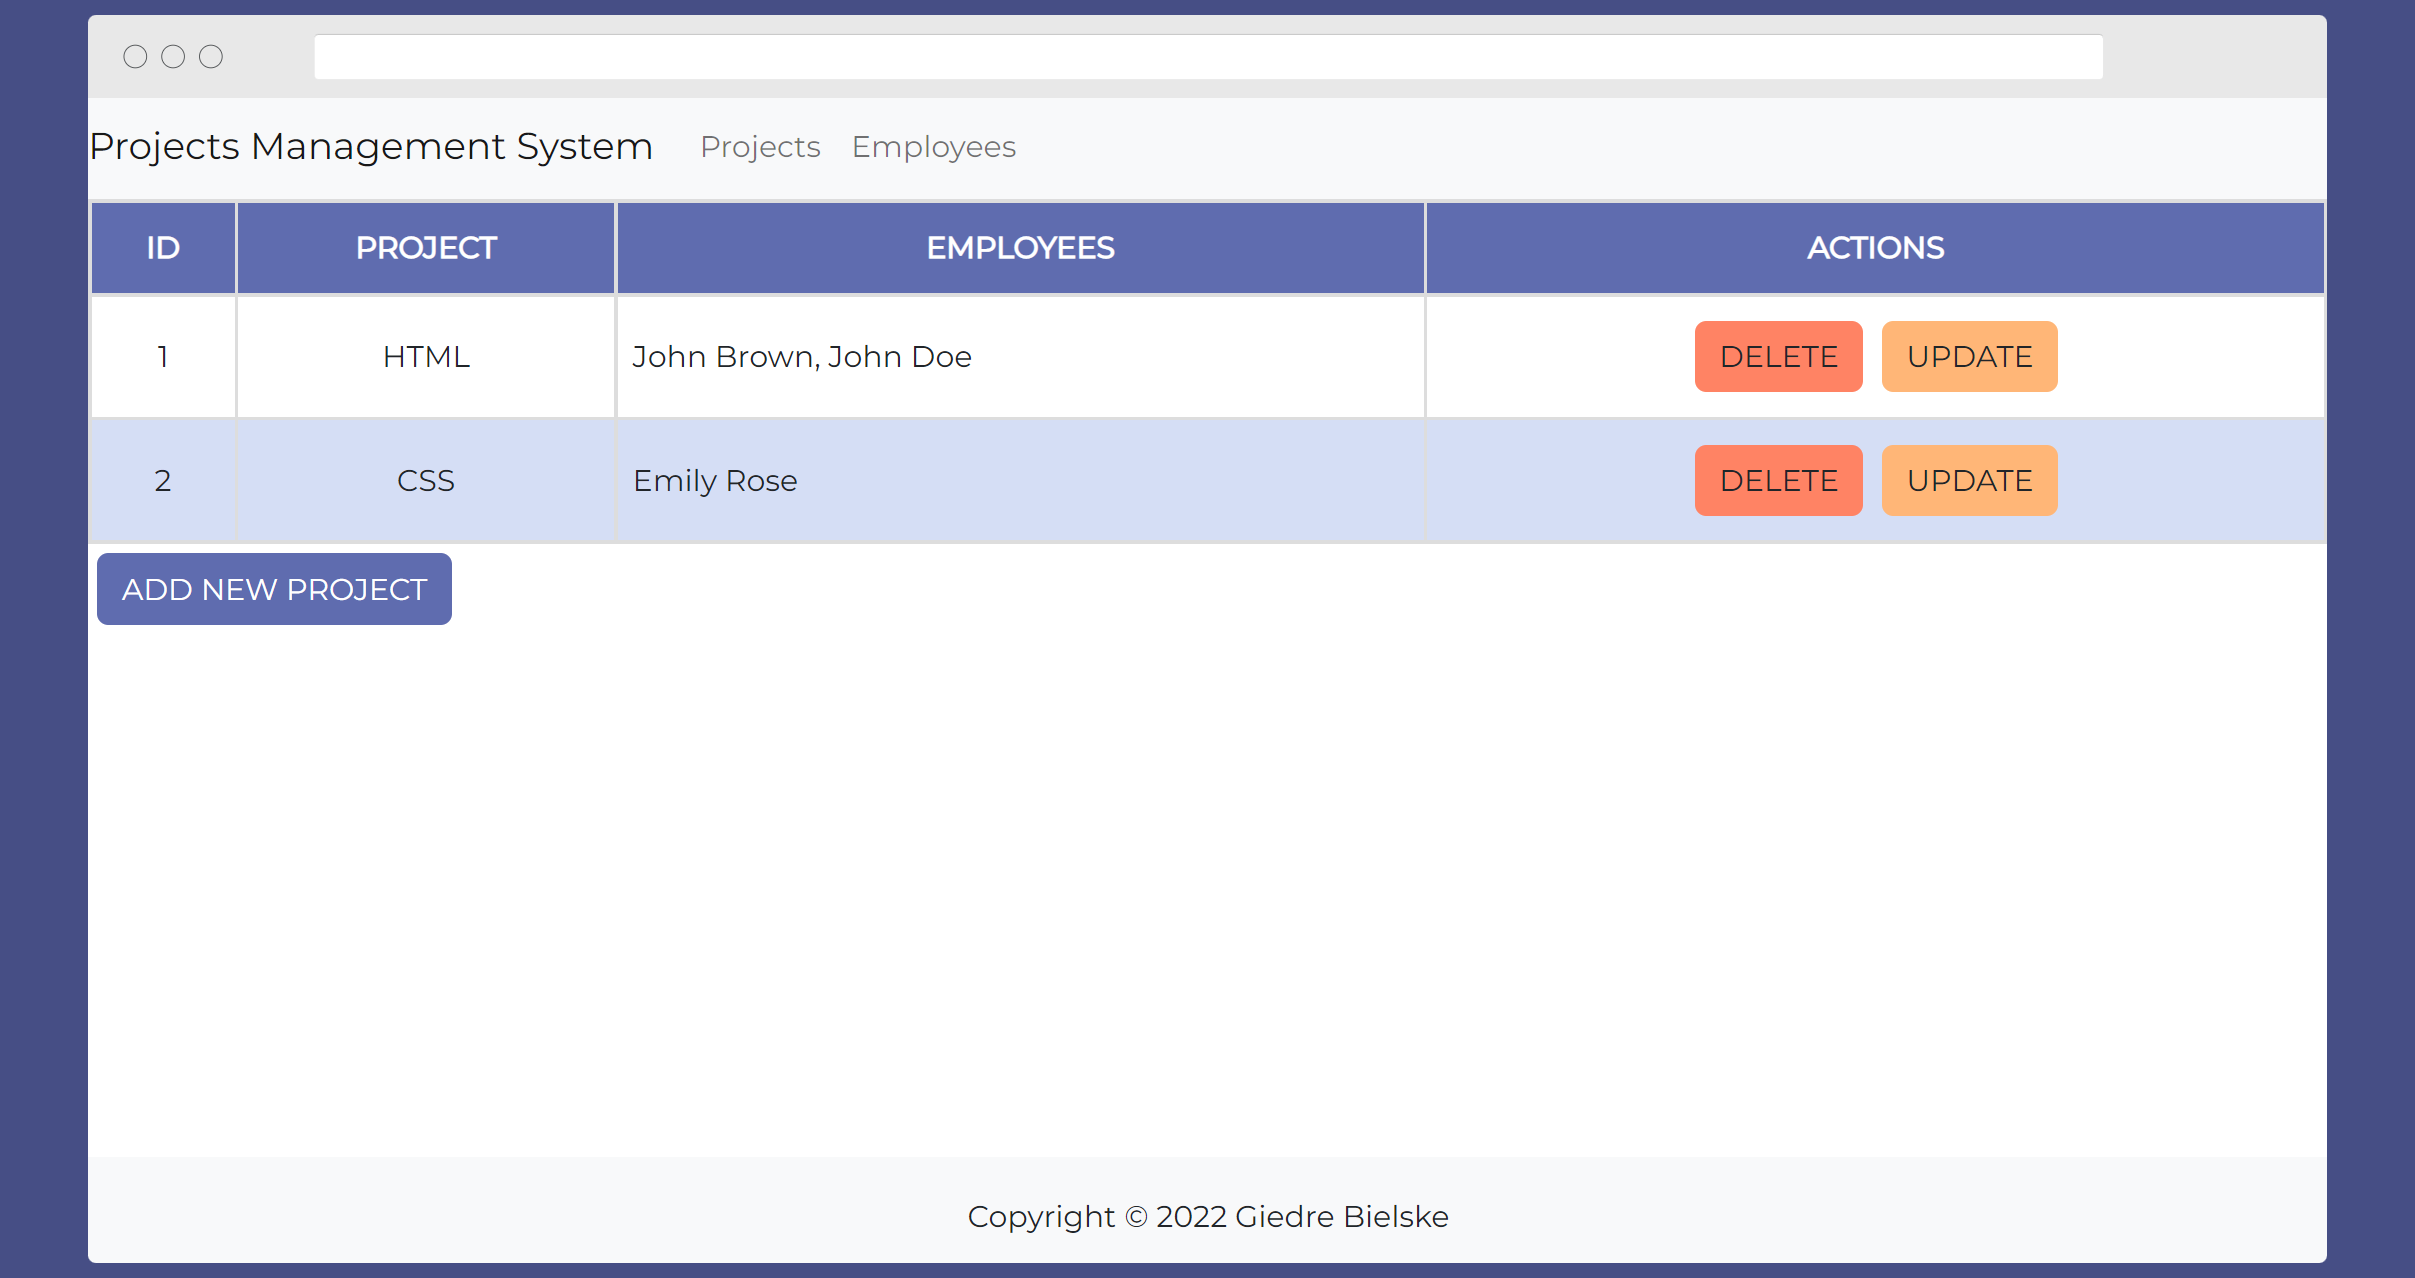 Projects Management System Projects Employees
ID PROJECT EMPLOYEES ACTIONS
1 HTML John Brown, John Doe DELETE UPDATE
2 CSS Emily Rose DELETE UPDATE
ADD NEW PROJECT
Copyright © 2022 Giedre Bielske